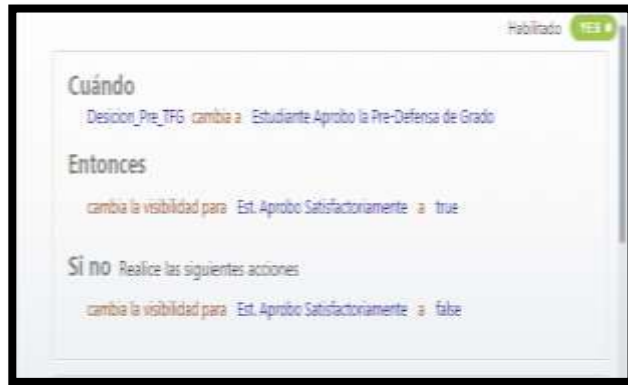 Habilitado YES
Cuándo
Desicion_Pre_TFG cambia a Estudiante Aprobo la Pre-Defensa de Grado
Entonces
cambia la visibilidad para Est. Aprobo Satisfactoriamente a true
Si no Realice las siguientes acciones
cambia la visibilidad para Est. Aprobo Satisfactoriamente a false